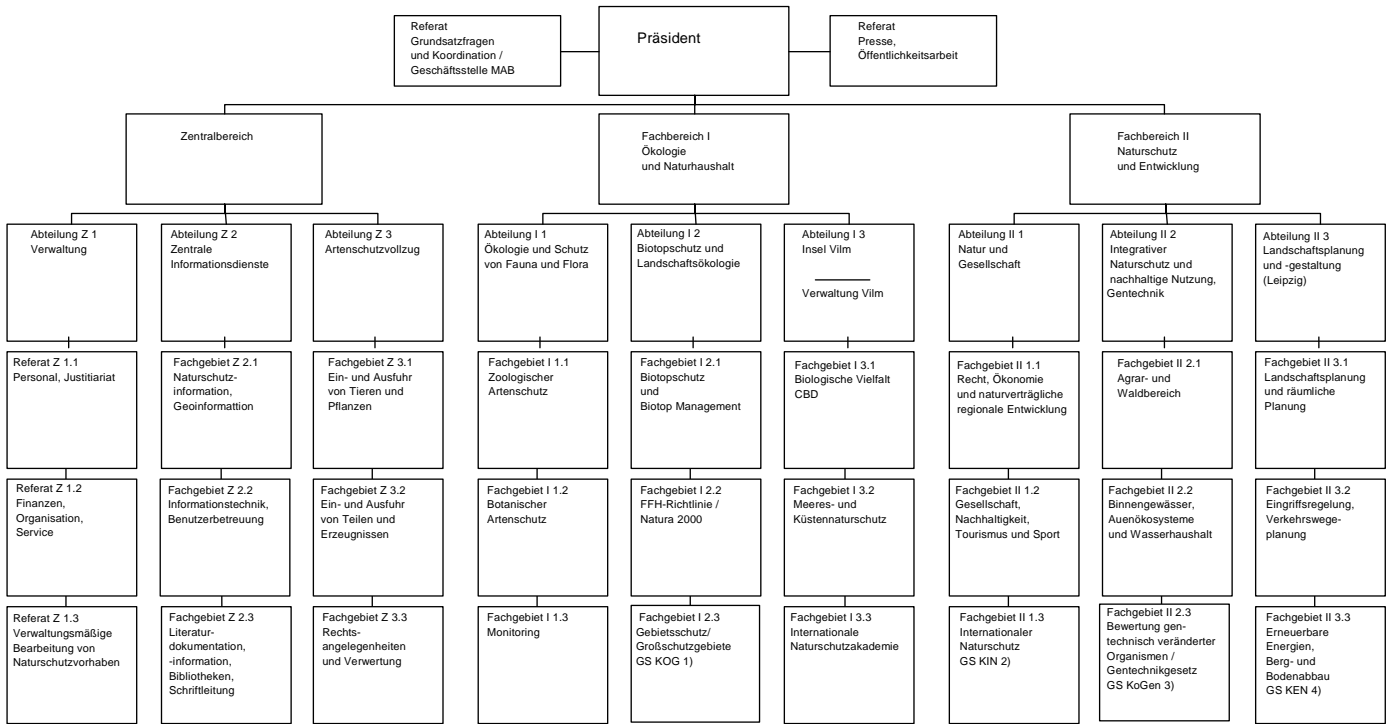 Referat
Grundsatzfragen
und Koordination /
Geschäftsstelle MAB
Präsident
Referat
Presse,
Öffentlichkeitsarbeit
Zentralbereich
Fachbereich I
Ökologie
und Naturhaushalt
Fachbereich II
Naturschutz
und Entwicklung
Abteilung Z 1
Verwaltung
Abteilung Z 2
Zentrale
Informationsdienste
Abteilung Z 3
Artenschutzvollzug
Abteilung I 1
Ökologie und Schutz
von Fauna und Flora
Abteilung I 2
Biotopschutz und
Landschaftsökologie
Abteilung I 3
Insel Vilm
Verwaltung Vilm
Abteilung II 1
Natur und
Gesellschaft
Abteilung II 2
Integrativer
Naturschutz und
nachhaltige Nutzung,
Gentechnik
Abteilung II 3
Landschaftsplanung
und -gestaltung
(Leipzig)
Referat Z 1.1
Personal, Justitiariat
Fachgebiet Z 2.1
Naturschutz-
information,
Geoinformattion
Fachgebiet Z 3.1
Ein- und Ausfuhr
von Tieren und
Pflanzen
Fachgebiet I 1.1
Zoologischer
Artenschutz
Fachgebiet I 2.1
Biotopschutz
und
Biotop Management
Fachgebiet I 3.1
Biologische Vielfalt
CBD
Fachgebiet II 1.1
Recht, Ökonomie
und naturverträgliche
regionale Entwicklung
Fachgebiet II 2.1
Agrar- und
Waldbereich
Fachgebiet II 3.1
Landschaftsplanung
und räumliche
Planung
Referat Z 1.2
Finanzen,
Organisation,
Service
Fachgebiet Z 2.2
Informationstechnik,
Benutzerbetreuung
Fachgebiet Z 3.2
Ein- und Ausfuhr
von Teilen und
Erzeugnissen
Fachgebiet I 1.2
Botanischer
Artenschutz
Fachgebiet I 2.2
FFH-Richtlinie /
Natura 2000
Fachgebiet I 3.2
Meeres- und
Küstennaturschutz
Fachgebiet II 1.2
Gesellschaft,
Nachhaltigkeit,
Tourismus und Sport
Fachgebiet II 2.2
Binnengewässer,
Auenökosysteme
und Wasserhaushalt
Fachgebiet II 3.2
Eingriffsregelung,
Verkehrswege-
planung
Referat Z 1.3
Verwaltungsmäßige
Bearbeitung von
Naturschutzvorhaben
Fachgebiet Z 2.3
Literatur-
dokumentation,
-information,
Bibliotheken,
Schriftleitung
Fachgebiet Z 3.3
Rechts-
angelegenheiten
und Verwertung
Fachgebiet I 1.3
Monitoring
Fachgebiet I 2.3
Gebietsschutz/
Großschutzgebiete
GS KOG 1)
Fachgebiet I 3.3
Internationale
Naturschutzakademie
Fachgebiet II 1.3
Internationaler
Naturschutz
GS KIN 2)
Fachgebiet II 2.3
Bewertung gen-
technisch veränderter
Organismen /
Gentechnikgesetz
GS KoGen 3)
Fachgebiet II 3.3
Erneuerbare
Energien,
Berg- und
Bodenabbau
GS KEN 4)